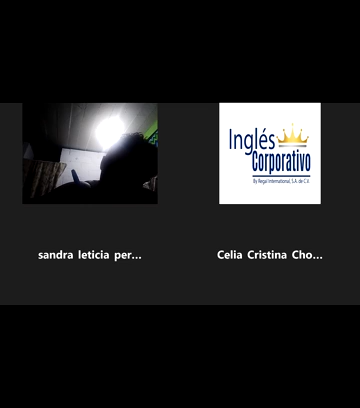 Inglés
Corporativo
By Regal International, S.A. de C.V.
sandra leticia per...
Celia Cristina Cho...